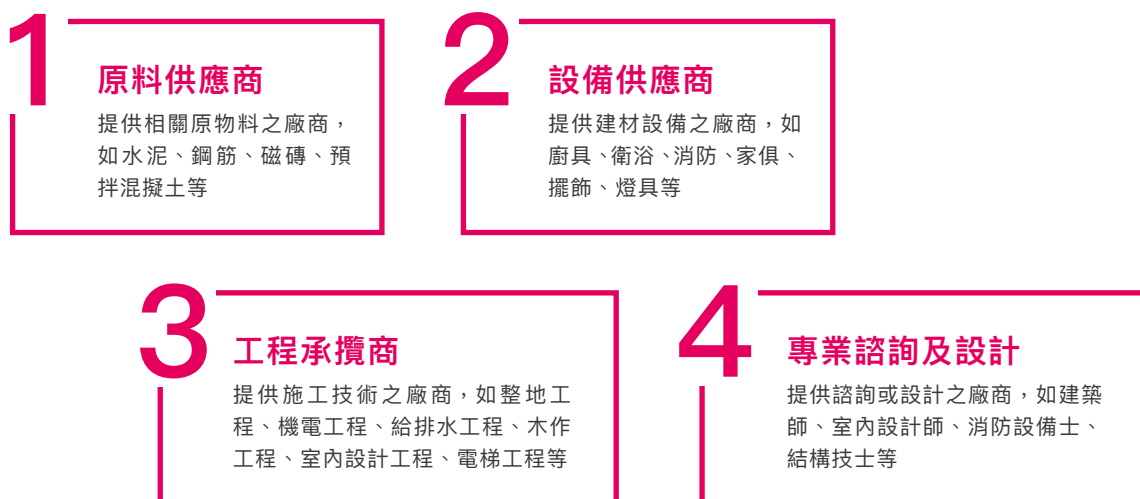 1
原料供應商
提供相關原物料之廠商，
如水泥、鋼筋、磁磚、預
拌混擬土等
2
設備供應商
提供建材設備之廠商，如
廚具、衛浴、消防、家俱、
擺飾、燈具等
3
工程承攬商
提供施工技術之廠商，如整地工
程、機電工程、給排水工程、木作
工程、室內設計工程、電梯工程等
4
專業諮詢及設計
提供諮詢或設計之廠商，如建築
師、室內設計師、消防設備士、
結構技士等